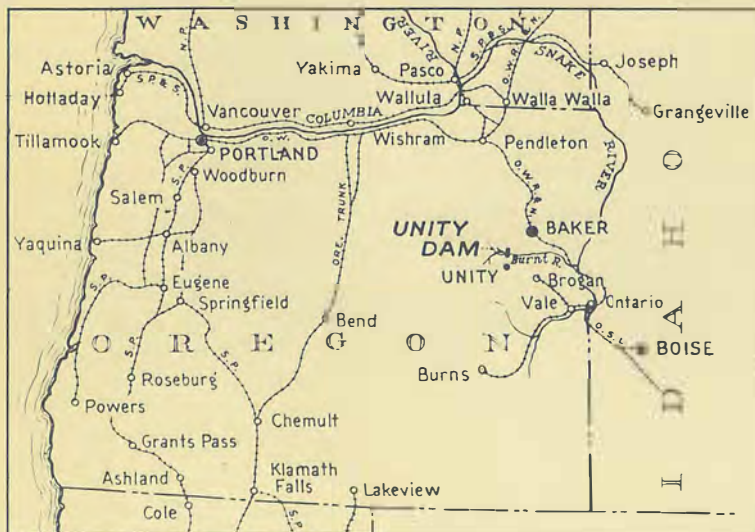 WASHINGTON
N.P.
RIVER
N.P.
S.P.&S.
O.W.R.&N.
SNAKE
Astoria
S.P.&S.
Yakima
Pasco
Joseph
Holladay
Wallula
Walla Walla
Grangeville
Vancouver
COLUMBIA
Tillamook
O.W.
Wishram
Pendleton
RIVER
PORTLAND
Woodburn
S.P.
Salem
ORE. TRUNK
O.W.R.&N.
UNITY
DAM
BAKER
Yaquina
Albany
Burnt R.
UNITY
Brogan
S.P.
Eugene
Springfield
Vale
Ontario
Bend
O.S.L.
OREGON
IDAHO
BOISE
S.P.
S.P.
Roseburg
Burns
Powers
Chemult
Grants Pass
Ashland
Klamath
Falls
Lakeview
Cole
S.P.